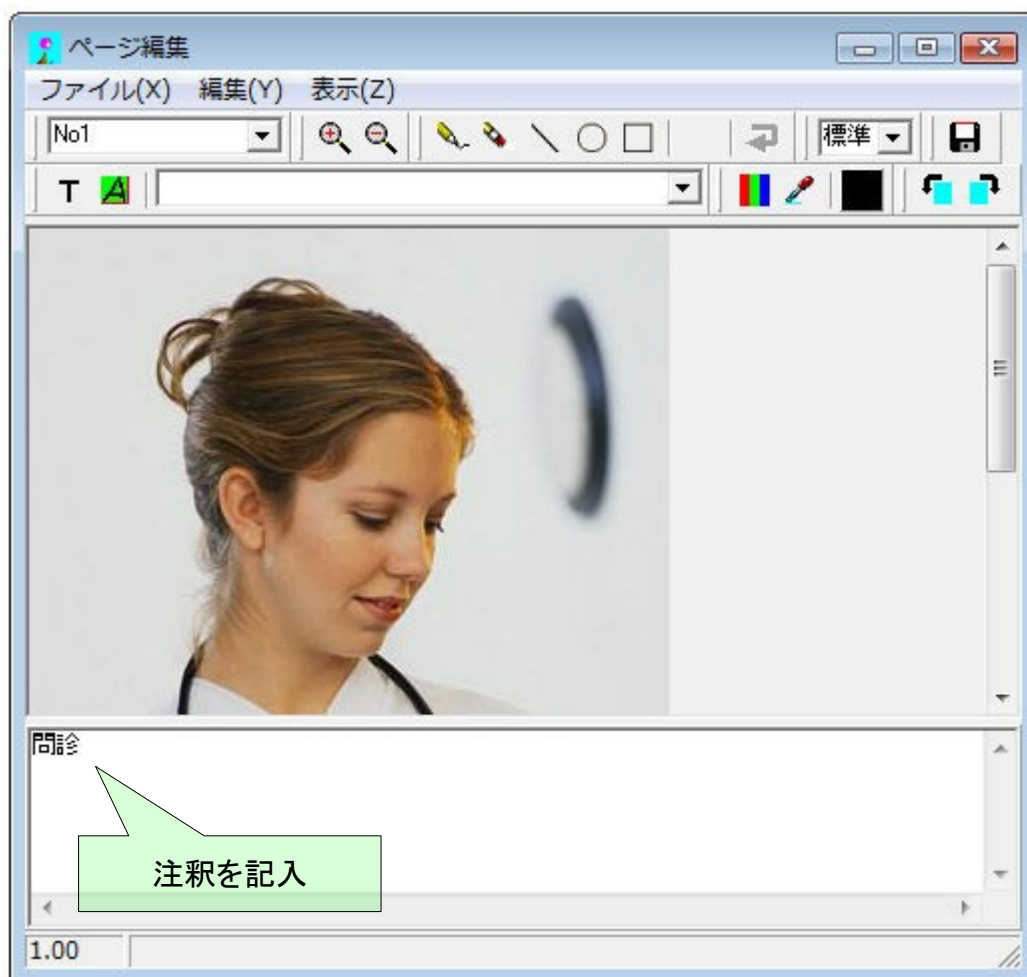 ページ編集
ファイル(X) 編集(Y) 表示(Z)
No1
標準
T A
問診
注釈を記入
1.00